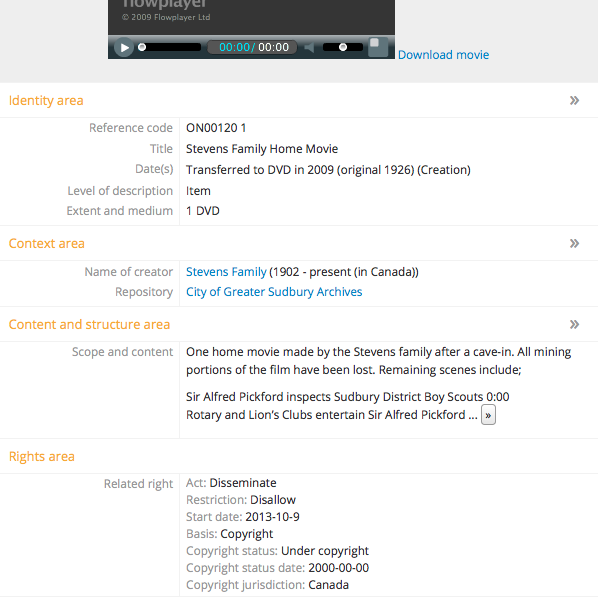 flowplayer
© 2009 Flowplayer Ltd
00:00/ 00:00
Download movie
Identity area »
Reference code ON00120 1
Title Stevens Family Home Movie
Date(s) Transferred to DVD in 2009 (original 1926) (Creation)
Level of description Item
Extent and medium 1 DVD
Context area »
Name of creator Stevens Family (1902 - present (in Canada))
Repository City of Greater Sudbury Archives
Content and structure area »
Scope and content One home movie made by the Stevens family after a cave-in. All mining
portions of the film have been lost. Remaining scenes include;
Sir Alfred Pickford inspects Sudbury District Boy Scouts 0:00
Rotary and Lion’s Clubs entertain Sir Alfred Pickford ... »
Rights area
Related right Act: Disseminate
Restriction: Disallow
Start date: 2013-10-9
Basis: Copyright
Copyright status: Under copyright
Copyright status date: 2000-00-00
Copyright jurisdiction: Canada